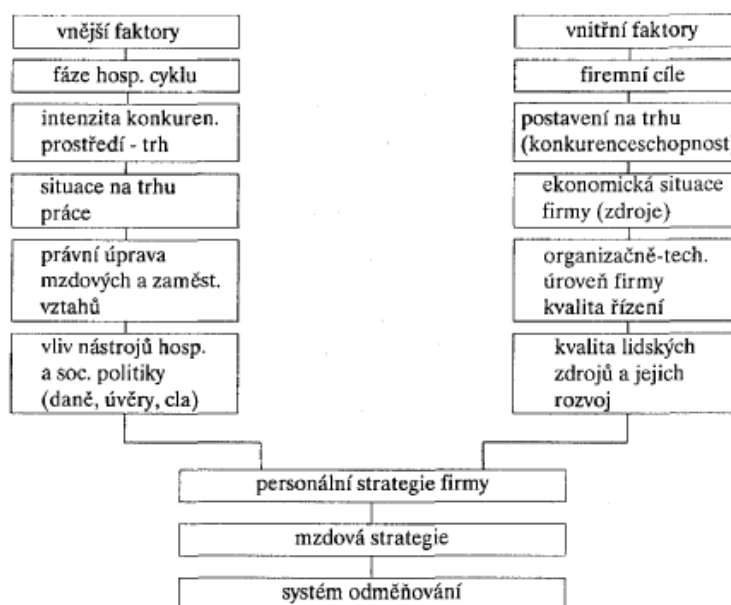 vnější faktory
fáze hosp. cyklu
intenzita konkuren.
prostředí - trh
situace na trhu
práce
právní úprava
mzdových a zaměst.
vztahů
vliv nástrojů hosp.
a soc. politiky
(daně, úvěry, cla)
vnitřní faktory
firemní cíle
postavení na trhu
(konkurenceschopnost)
ekonomická situace
firmy (zdroje)
organizačně-tech.
úroveň firmy
kvalita řízení
kvalita lidských
zdrojů a jejich
rozvoj
personální strategie firmy
mzdová strategie
systém odměňování